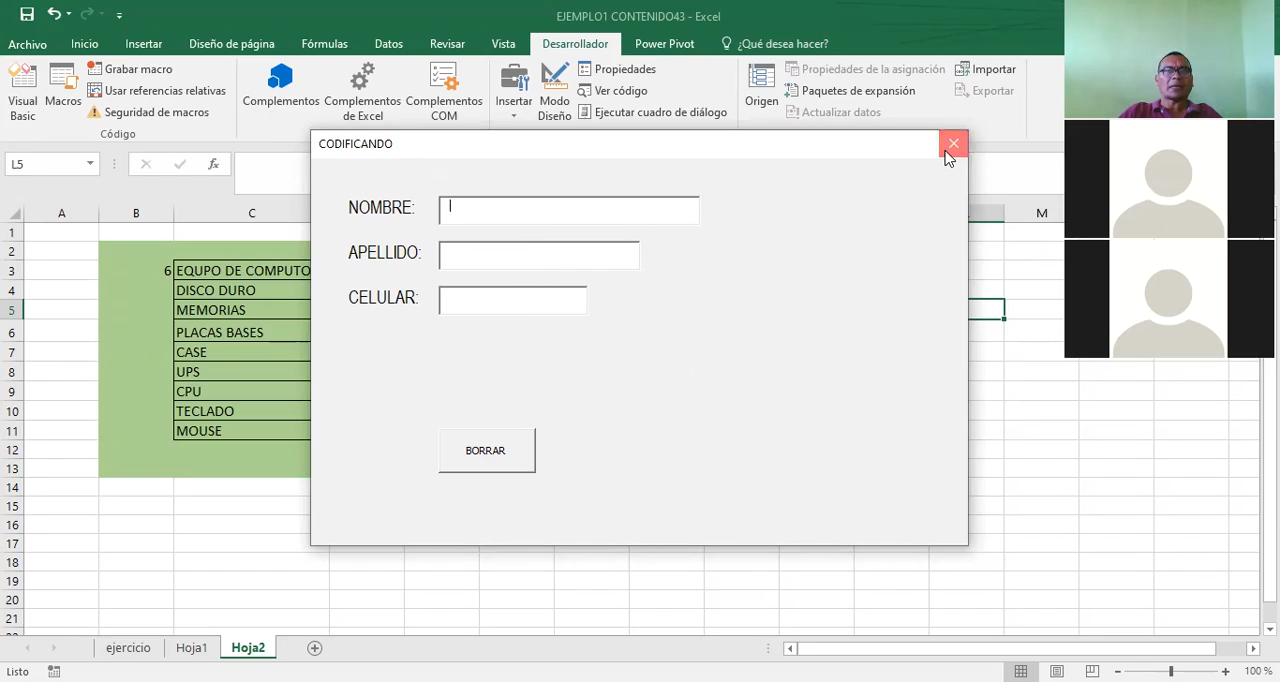 EJEMPLO1 CONTENIDO43 - Excel
Archivo Inicio Insertar Diseño de página Fórmulas Datos Revisar Vista Desarrollador Power Pivot ¿Qué desea hacer?
Visual Basic
Macros
Grabar macro
Usar referencias relativas
Seguridad de macros
Código
Complementos
Complementos de Excel
Complementos COM
Insertar
Modo Diseño
Propiedades
Ver código
Ejecutar cuadro de diálogo
Origen
Propiedades de la asignación
Paquetes de expansión
Actualizar datos
Importar
Exportar
L5
fx
CODIFICANDO
NOMBRE:
APELLIDO:
CELULAR:
BORRAR
A B C M
1
2
3 6 EQUPO DE COMPUTO
4 DISCO DURO
5 MEMORIAS
6 PLACAS BASES
7 CASE
8 UPS
9 CPU
10 TECLADO
11 MOUSE
12
13
14
15
16
17
18
19
20
21
ejercicio Hoja1 Hoja2
Listo
100 %